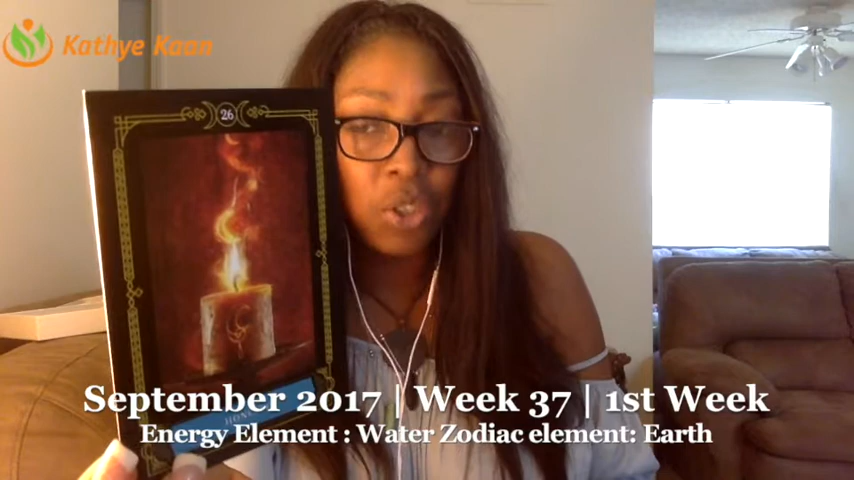 Kathye Kaan
26
September 2017 | Week 37 | 1st Week
Energy Element : Water Zodiac element: Earth